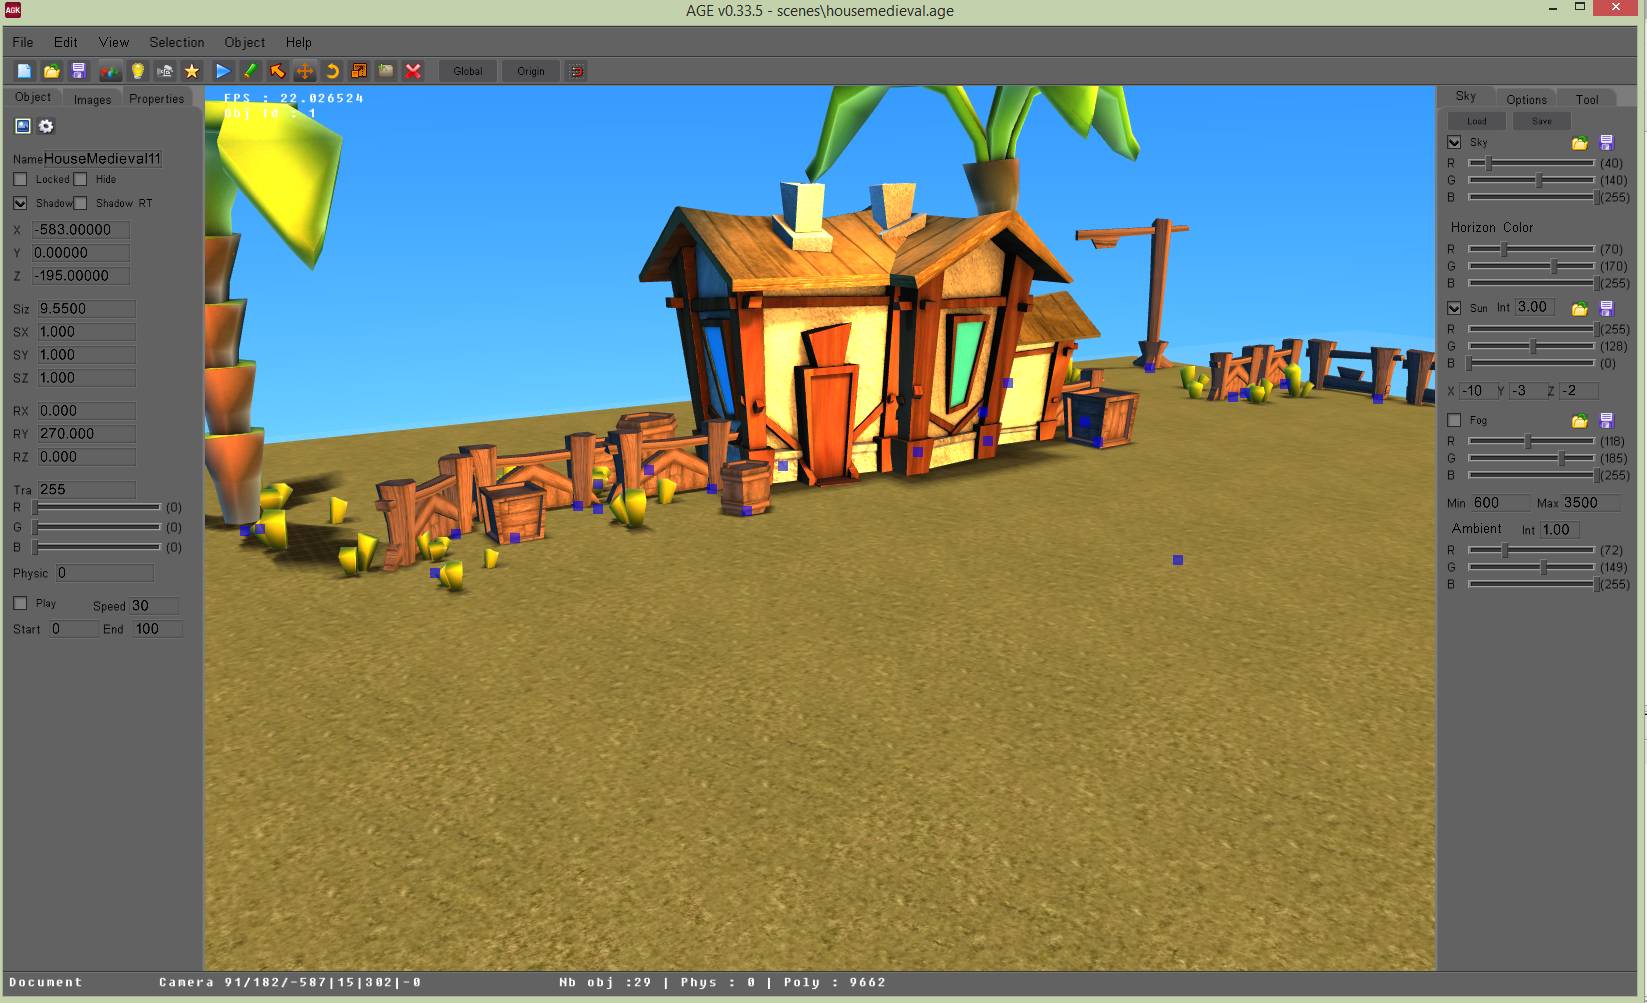 AGK
AGE v0.33.5 - scenes\housemedieval.age
File Edit View Selection Object Help
Global Origin
Object Images Properties
Name HouseMedieval11
Locked Hide
Shadow Shadow RT
X -583.00000
Y 0.00000
Z -195.00000
Siz 9.5500
SX 1.000
SY 1.000
SZ 1.000
RX 0.000
RY 270.000
RZ 0.000
Tra 255
R (0)
G (0)
B (0)
Physic 0
Play Speed 30
Start 0 End 100
FPS : 22.026524
Sky Options Tool
Load Save
Sky
R (40)
G (140)
B (255)
Horizon Color
R (70)
G (170)
B (255)
Sun Int 3.00
R (255)
G (128)
B (0)
X -10 Y -3 Z -2
Fog
R (118)
G (185)
B (255)
Min 600 Max 3500
Ambient Int 1.00
R (72)
G (149)
B (255)
Document Camera 91/182/-587|15|302|-0 Nb obj :29 | Phys : 0 | Poly : 9662